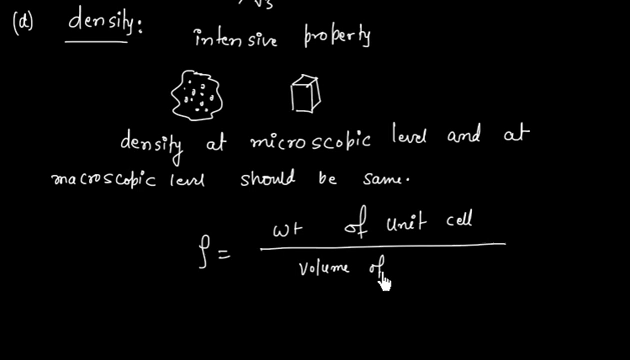 √3
(d) density:
intensive property
density at microscopic level and at
macroscopic level should be same.
ρ = wt of unit cell
volume of